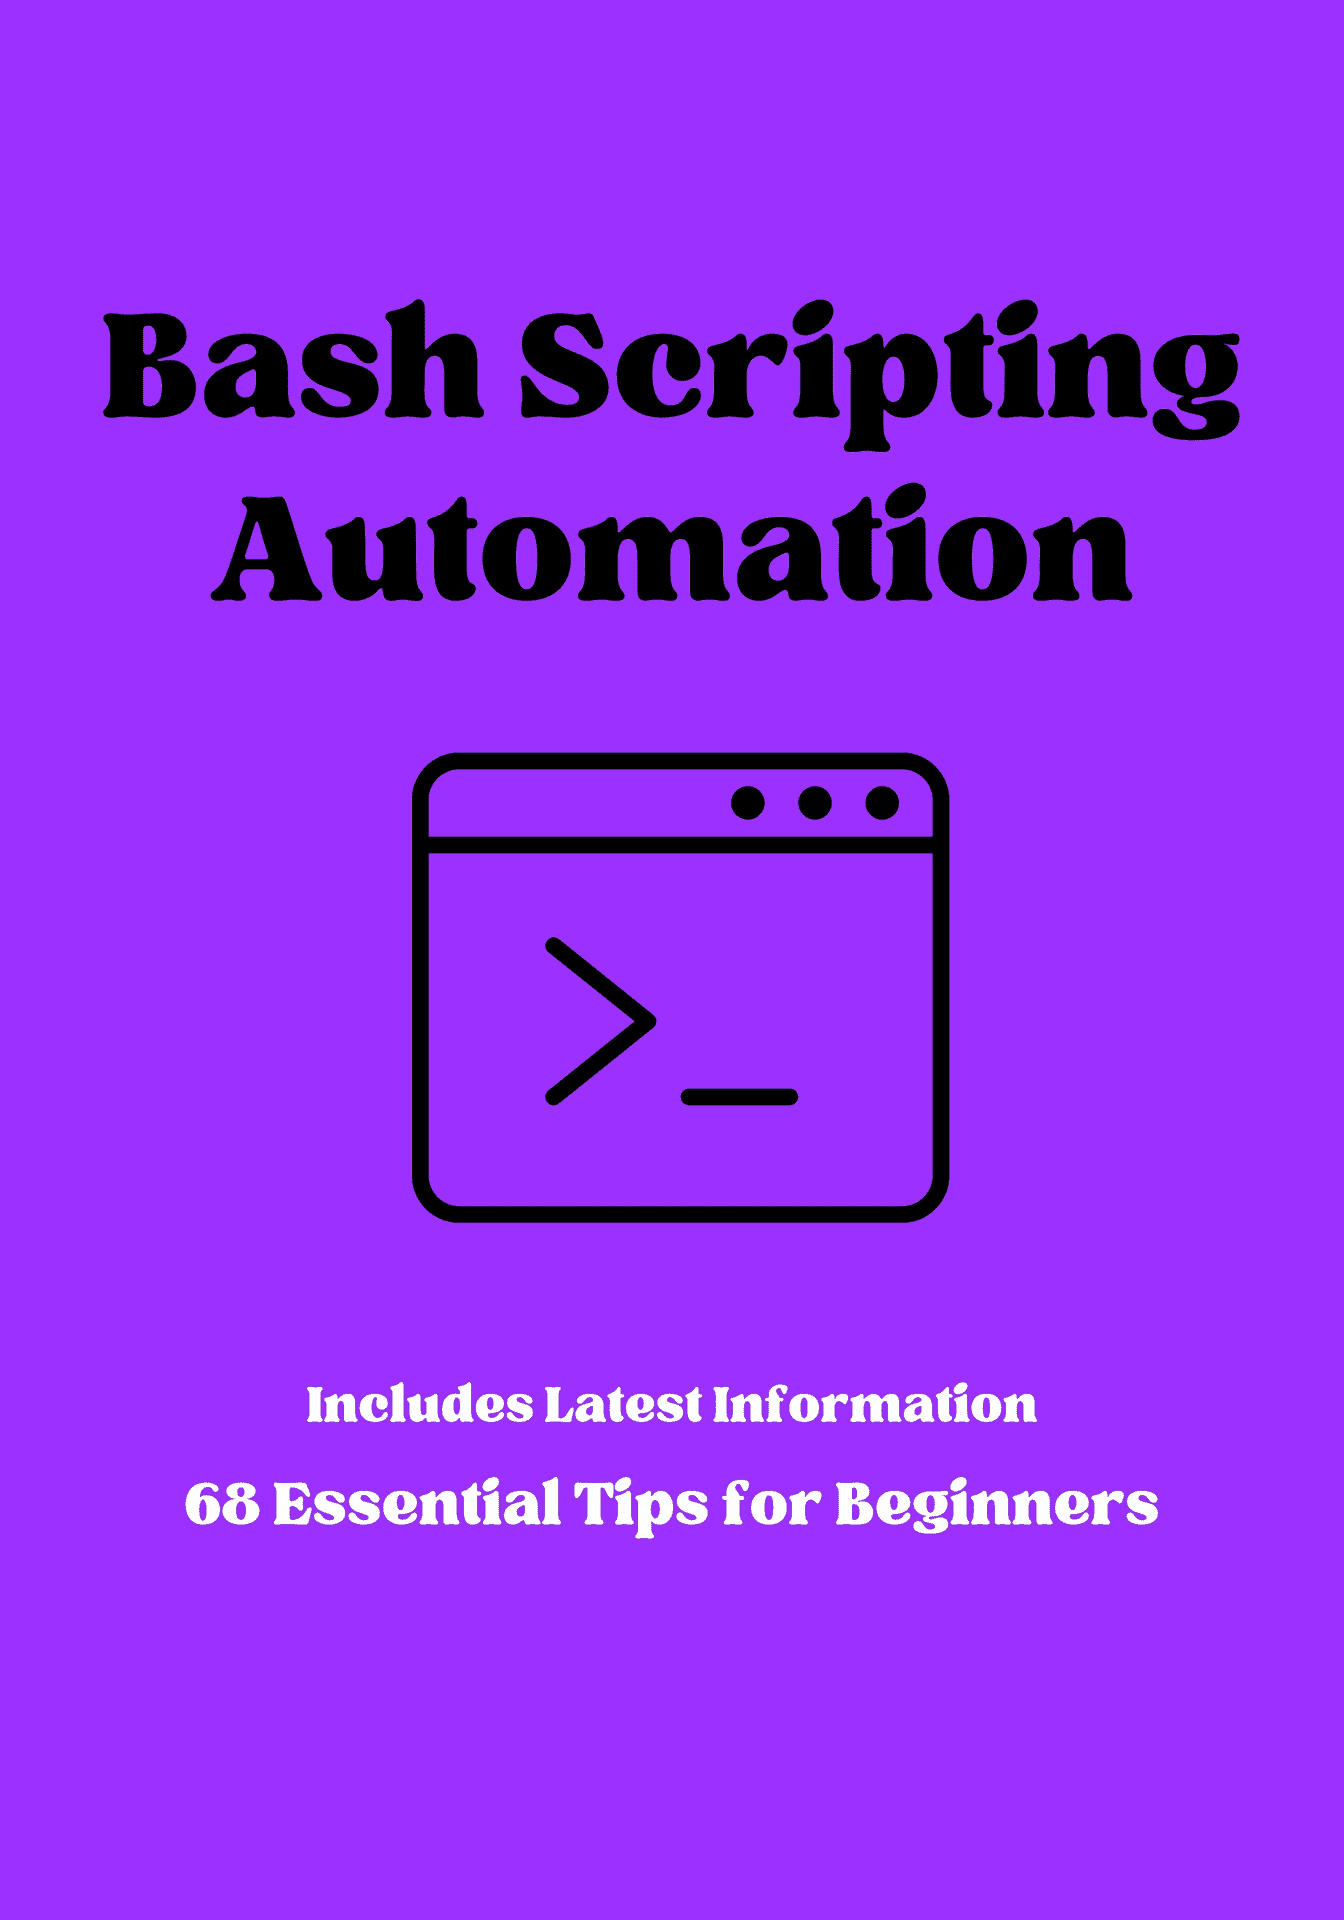 Bash Scripting
Automation
>_
Includes Latest Information
68 Essential Tips for Beginners